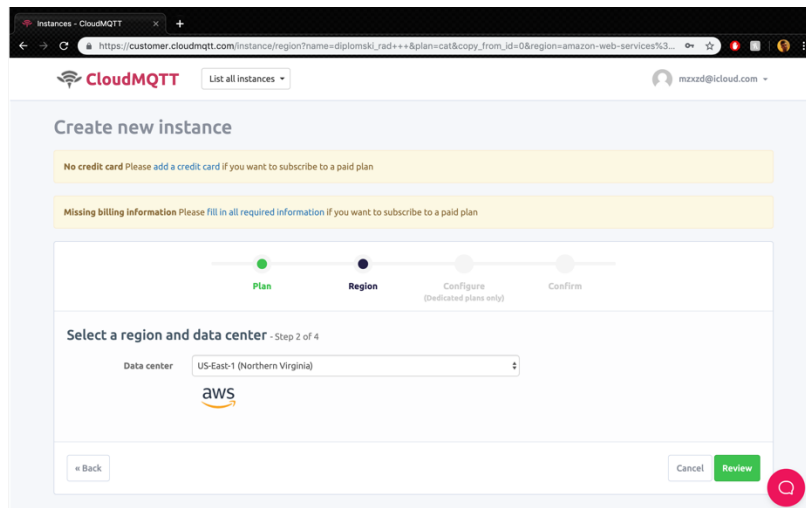 Instances - CloudMQTT
https://customer.cloudmqtt.com/instance/region?name=diplomski_rad+++&plan=cat&copy_from_id=0&region=amazon-web-services%3...
CloudMQTT
List all instances
mzxzd@icloud.com
Create new instance
No credit card Please add a credit card if you want to subscribe to a paid plan
Missing billing information Please fill in all required information if you want to subscribe to a paid plan
Plan
Region
Configure
(Dedicated plans only)
Confirm
Select a region and data center - Step 2 of 4
Data center
US-East-1 (Northern Virginia)
aws
« Back
Cancel
Review